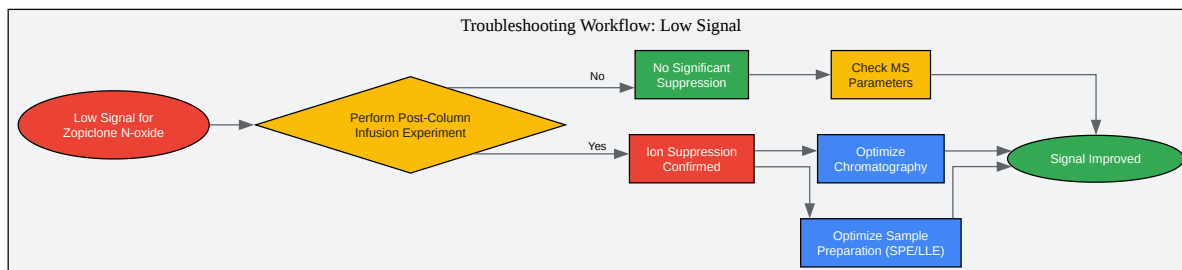 Troubleshooting Workflow: Low Signal
Low Signal for
Zopiclone N-oxide
Perform Post-Column
Infusion Experiment
No
No Significant
Suppression
Check MS
Parameters
Yes
Ion Suppression
Confirmed
Optimize
Chromatography
Optimize Sample
Preparation (SPE/LLE)
Signal Improved